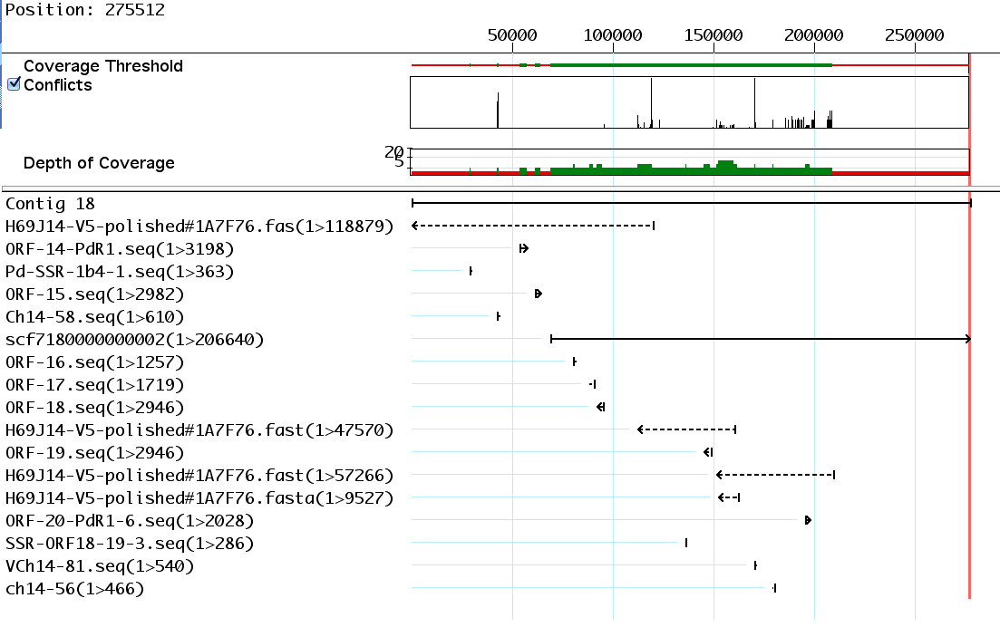 Position: 275512
50000 100000 150000 200000 250000
Coverage Threshold
Conflicts
20
5
Depth of Coverage
Contig 18
H69J14-V5-polished#1A7F76.fas(1>118879)
ORF-14-PdR1.seq(1>3198)
Pd-SSR-1b4-1.seq(1>363)
ORF-15.seq(1>2982)
Ch14-58.seq(1>610)
scf7180000000002(1>206640)
ORF-16.seq(1>1257)
ORF-17.seq(1>1719)
ORF-18.seq(1>2946)
H69J14-V5-polished#1A7F76.fast(1>47570)
ORF-19.seq(1>2946)
H69J14-V5-polished#1A7F76.fast(1>57266)
H69J14-V5-polished#1A7F76.fasta(1>9527)
ORF-20-PdR1-6.seq(1>2028)
SSR-ORF18-19-3.seq(1>286)
VCh14-81.seq(1>540)
ch14-56(1>466)